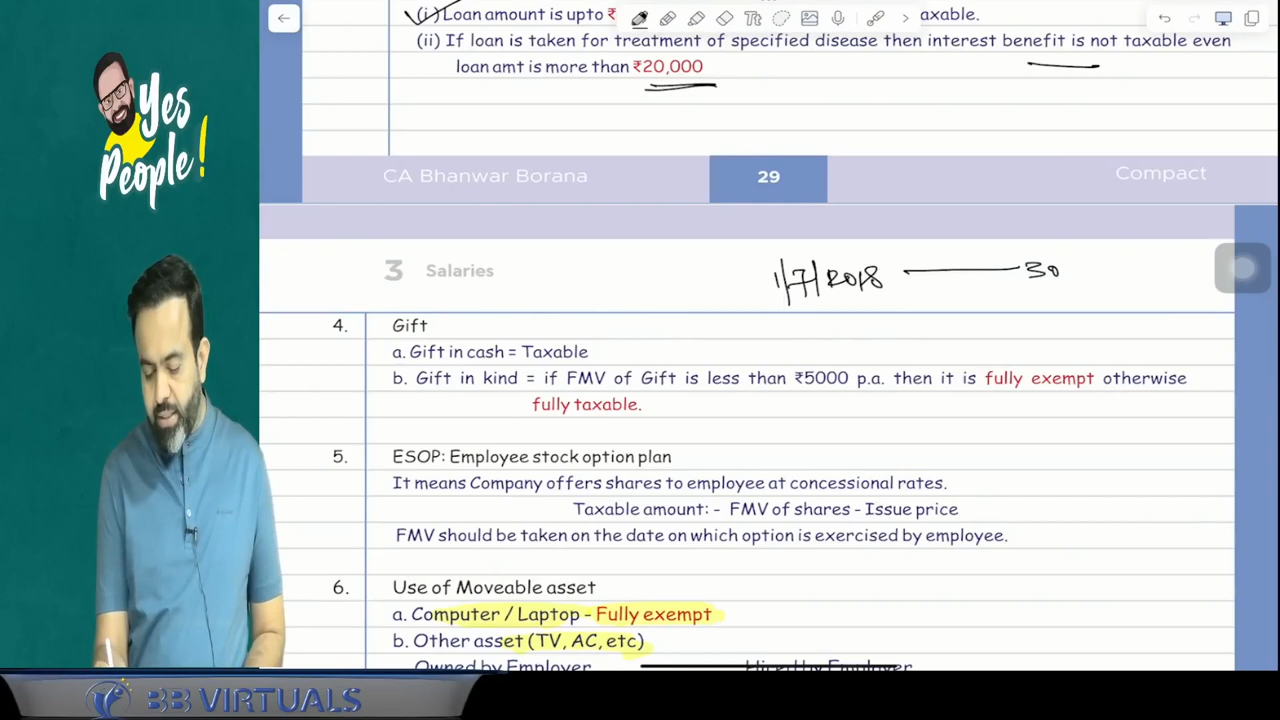 (i) Loan amount is upto ₹ axable.
(ii) If loan is taken for treatment of specified disease then interest benefit is not taxable even
loan amt is more than ₹20,000
Yes
People!
CA Bhanwar Borana 29 Compact
3 Salaries
1/7/2018 30
4. Gift
a. Gift in cash = Taxable
b. Gift in kind = if FMV of Gift is less than ₹5000 p.a. then it is fully exempt otherwise
fully taxable.
5. ESOP: Employee stock option plan
It means Company offers shares to employee at concessional rates.
Taxable amount: - FMV of shares - Issue price
FMV should be taken on the date on which option is exercised by employee.
6. Use of Moveable asset
a. Computer / Laptop - Fully exempt
b. Other asset (TV, AC, etc)
Owned by Employer Hired by Employer
BB VIRTUALS